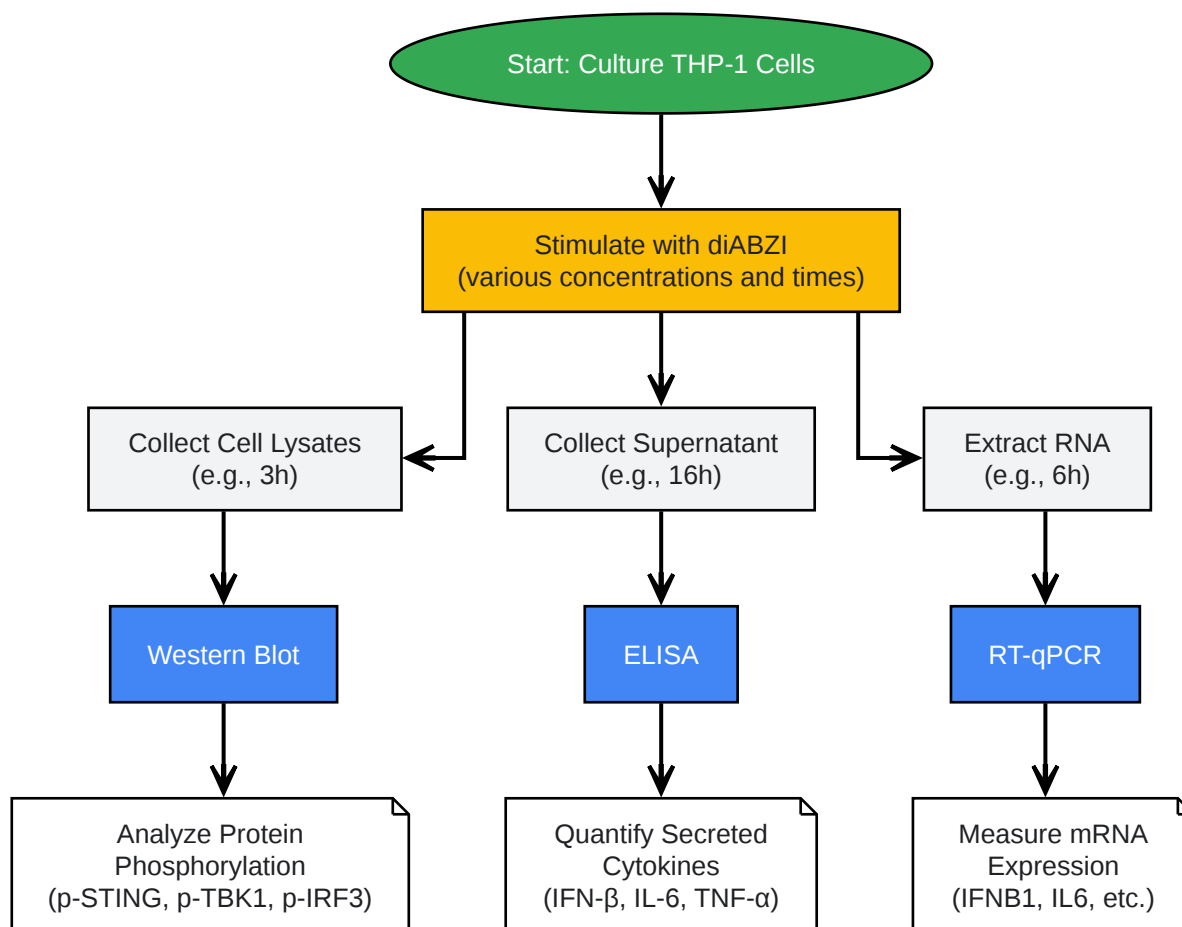 Start: Culture THP-1 Cells
Stimulate with diABZI
(various concentrations and times)
Collect Cell Lysates
(e.g., 3h)
Collect Supernatant
(e.g., 16h)
Extract RNA
(e.g., 6h)
Western Blot
ELISA
RT-qPCR
Analyze Protein
Phosphorylation
(p-STING, p-TBK1, p-IRF3)
Quantify Secreted
Cytokines
(IFN-β, IL-6, TNF-α)
Measure mRNA
Expression
(IFNB1, IL6, etc.)